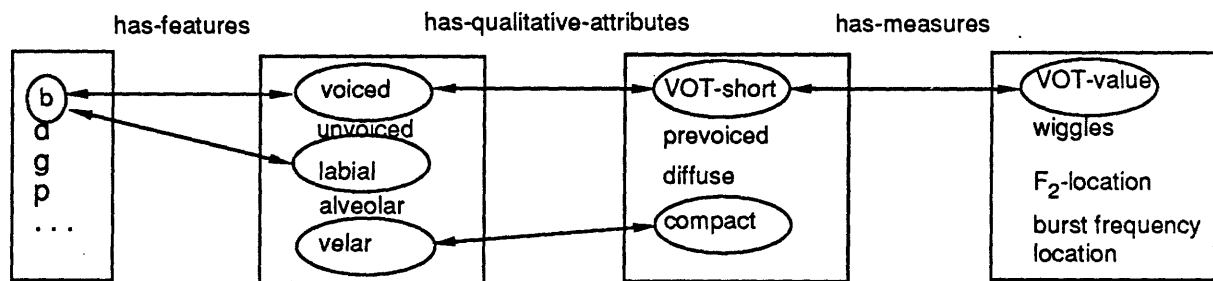 has-features
has-qualitative-attributes
has-measures
b
d
g
p
...
voiced
unvoiced
labial
alveolar
velar
VOT-short
prevoiced
diffuse
compact
VOT-value
wiggles
F₂-location
burst frequency
location